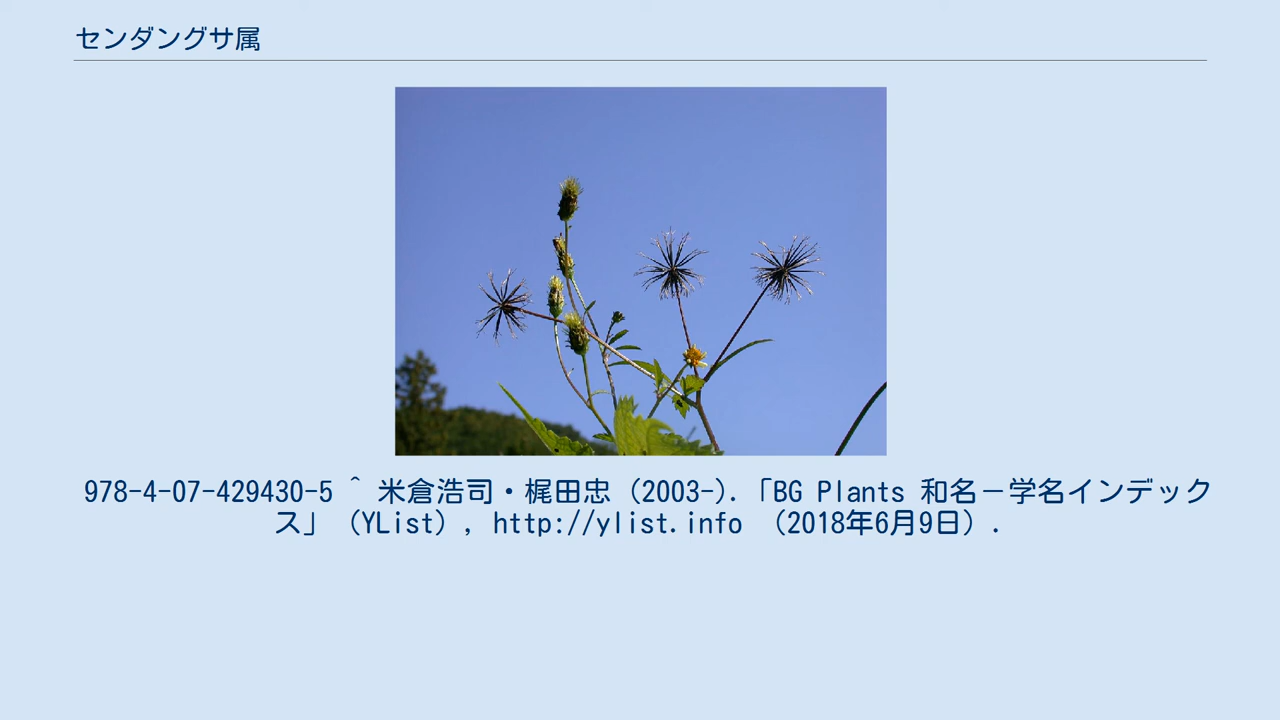 センダングサ属
978-4-07-429430-5 ^ 米倉浩司・梶田忠 (2003-).「BG Plants 和名－学名インデック
ス」（YList）, http://ylist.info （2018年6月9日）.